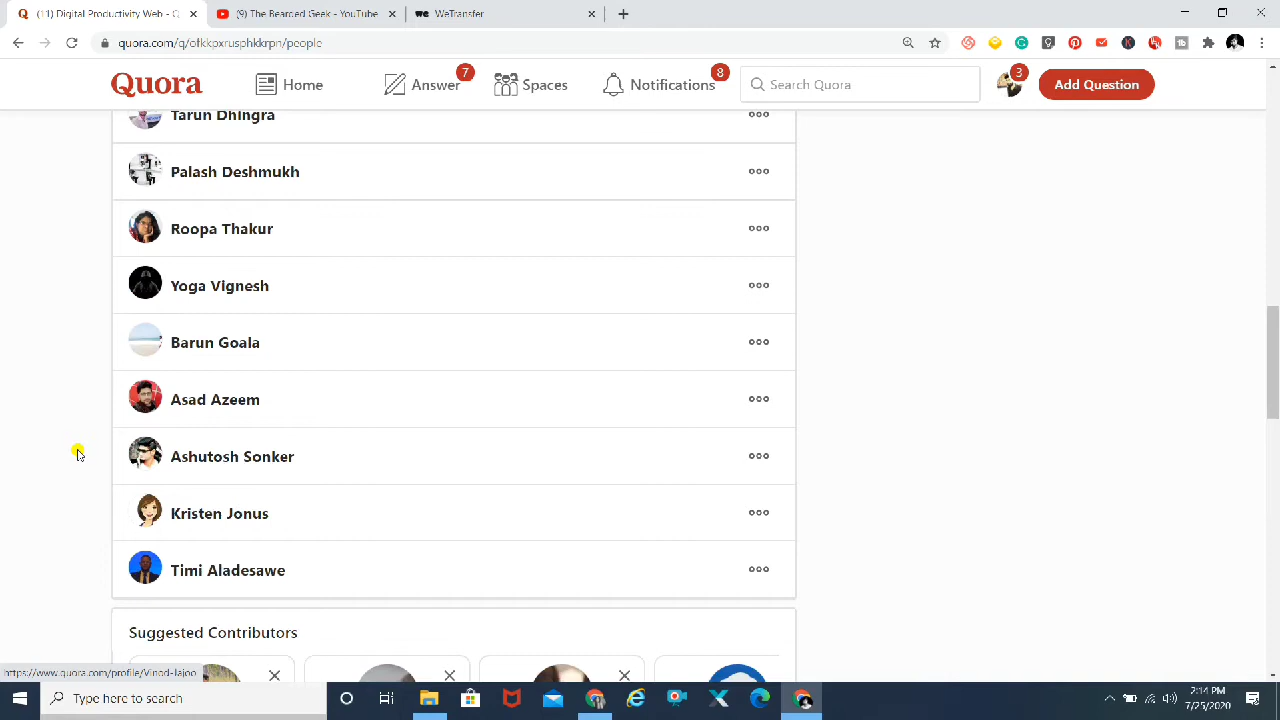 (11) Digital Productivity Web - Q
(9) The Bearded Geek - YouTube
WeTransfer
quora.com/q/ofkkpxrusphkkrpn/people
Quora
Home
Answer
7
Spaces
Notifications
8
Search Quora
3
Add Question
Tarun Dhingra
Palash Deshmukh
Roopa Thakur
Yoga Vignesh
Barun Goala
Asad Azeem
Ashutosh Sonker
Kristen Jonus
Timi Aladesawe
Suggested Contributors
https://www.quora.com/profile/Vinod-Jajoo
Type here to search
2:14 PM
7/25/2020